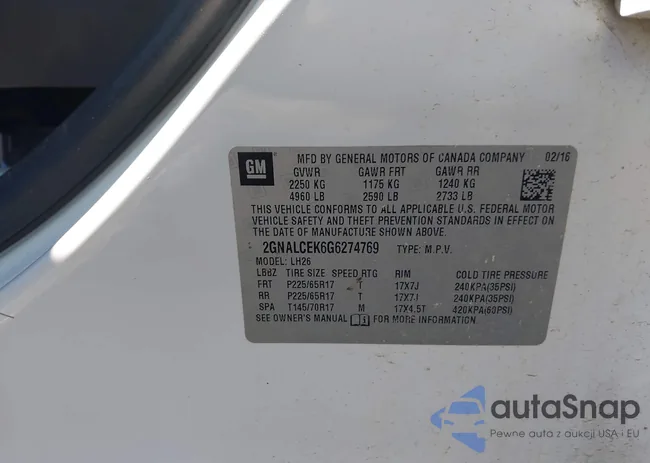 GM
MFD BY GENERAL MOTORS OF CANADA COMPANY 02/16
GVWR GAWR FRT GAWR RR
2250 KG 1175 KG 1240 KG
4960 LB 2590 LB 2733 LB
THIS VEHICLE CONFORMS TO ALL APPLICABLE U.S. FEDERAL MOTOR
VEHICLE SAFETY AND THEFT PREVENTION STANDARDS IN EFFECT
ON THE DATE OF MANUFACTURE SHOWN ABOVE.
2GNALCEK6G6274769 TYPE: M.P.V.
MODEL: LH26
LBBZ TIRE SIZE SPEED RTG RIM COLD TIRE PRESSURE
FRT P225/65R17 T 17X7J 240KPA(35PSI)
RR P225/65R17 T 17X7J 240KPA(35PSI)
SPA T145/70R17 M 17X4.5T 420KPA(60PSI)
SEE OWNER'S MANUAL FOR MORE INFORMATION.
autaSnap
Pewne auta z aukcji USA i EU